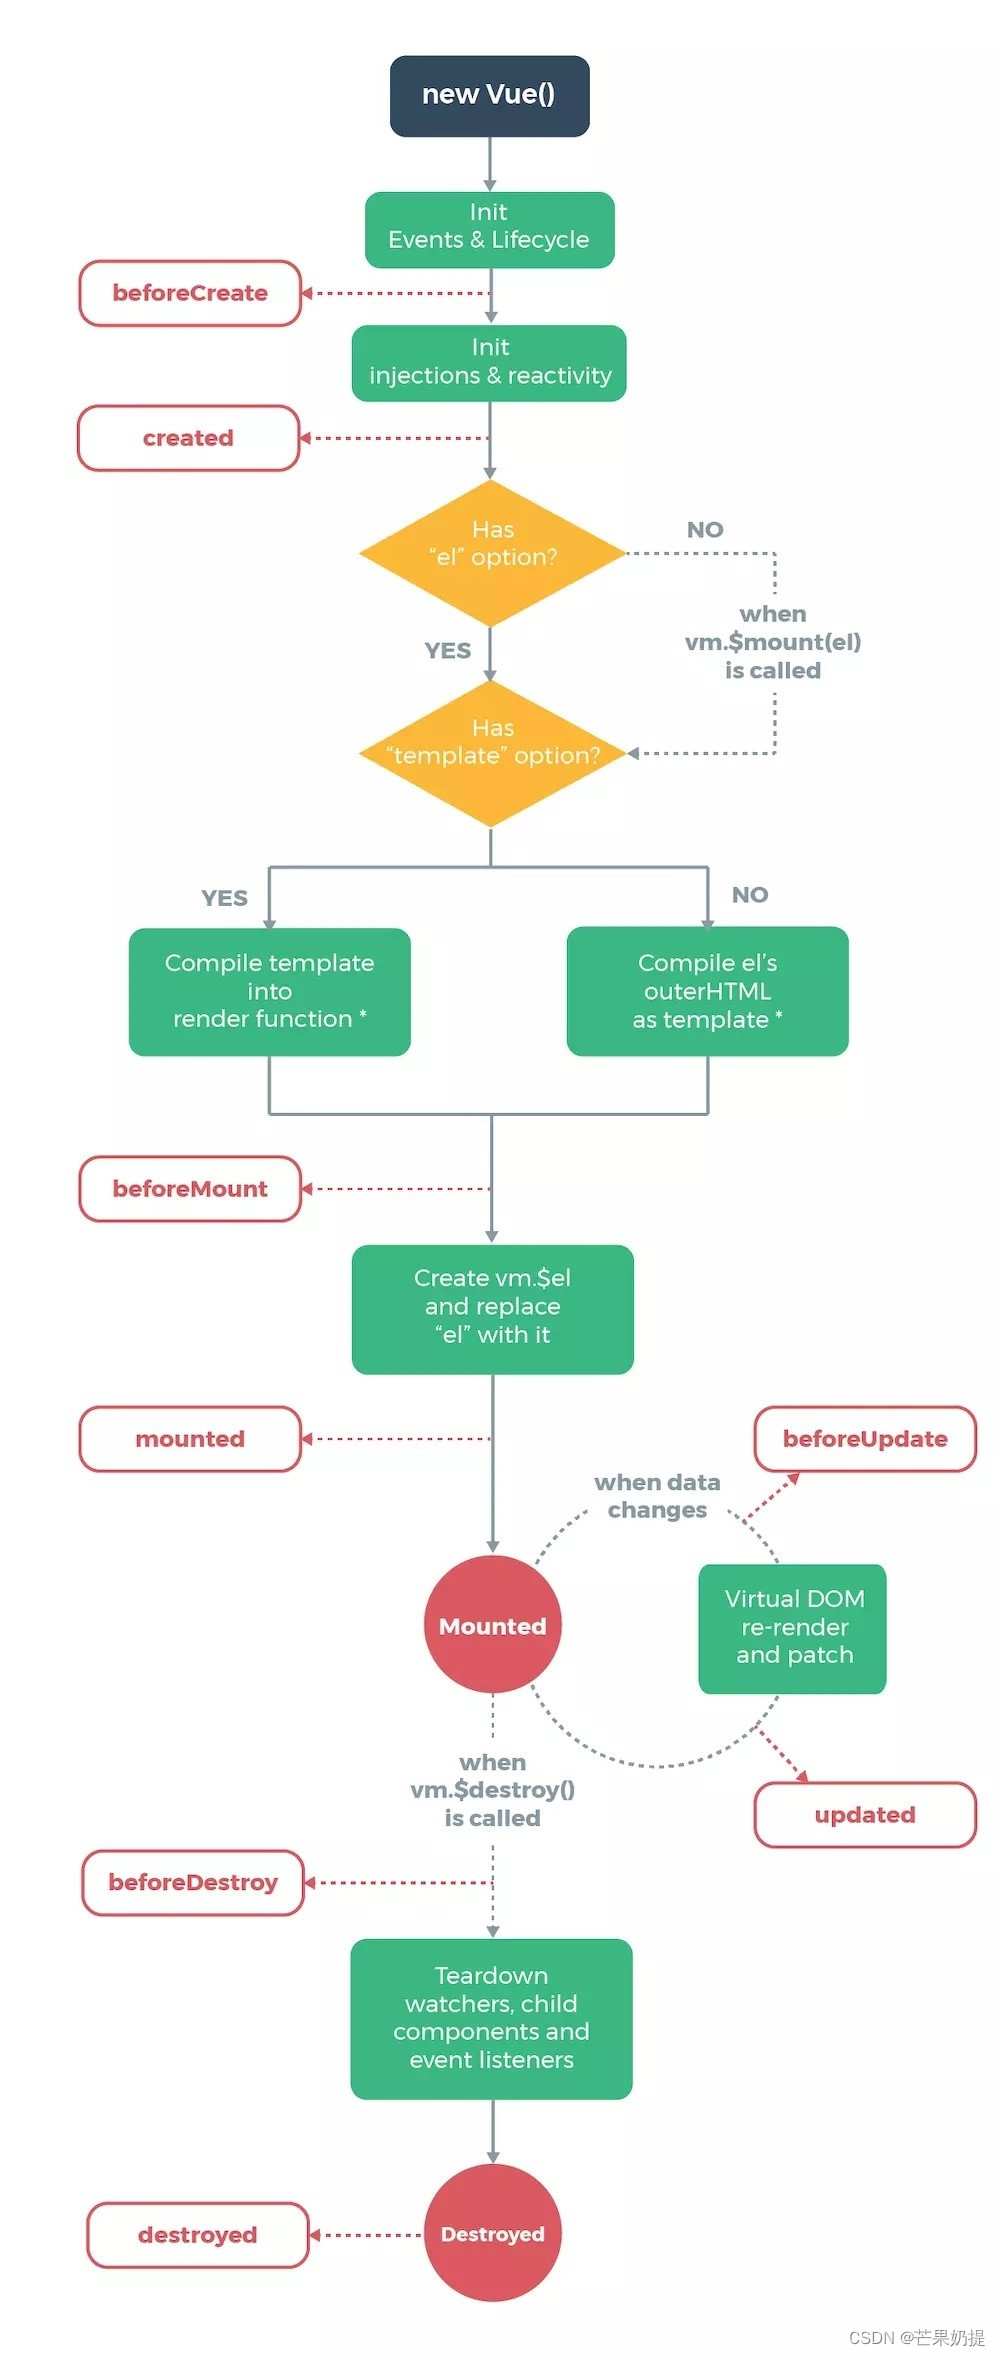 new Vue()
Init
Events & Lifecycle
beforeCreate
Init
injections & reactivity
created
Has
“el” option?
NO
when
vm.$mount(el)
is called
YES
Has
“template” option?
YES
NO
Compile template
into
render function *
Compile el’s
outerHTML
as template *
beforeMount
Create vm.$el
and replace
“el” with it
mounted
beforeUpdate
when data
changes
Mounted
Virtual DOM
re-render
and patch
when
vm.$destroy()
is called
updated
beforeDestroy
Teardown
watchers, child
components and
event listeners
destroyed
Destroyed
CSDN @芒果奶提